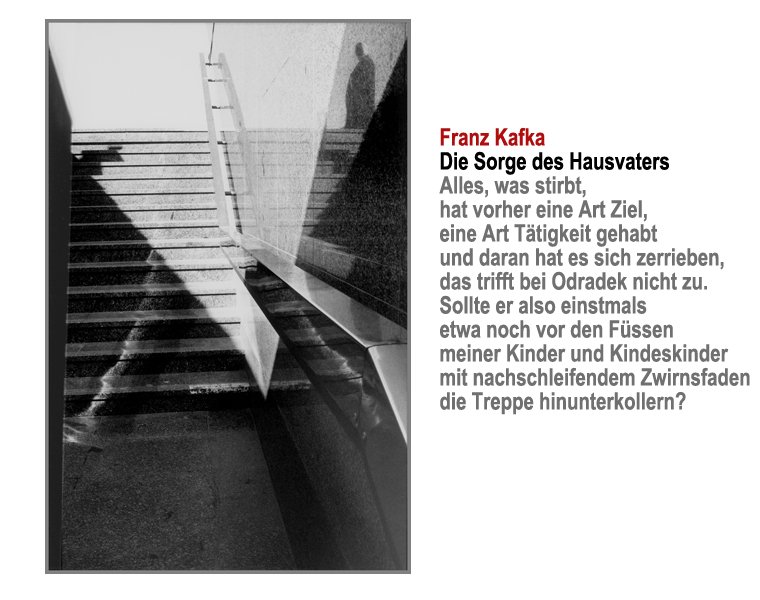 Franz Kafka
Die Sorge des Hausvaters
Alles, was stirbt,
hat vorher eine Art Ziel,
eine Art Tätigkeit gehabt
und daran hat es sich zerrieben,
das trifft bei Odradek nicht zu.
Sollte er also einstmals
etwa noch vor den Füssen
meiner Kinder und Kindeskinder
mit nachschleifendem Zwirnsfaden
die Treppe hinunterkollern?